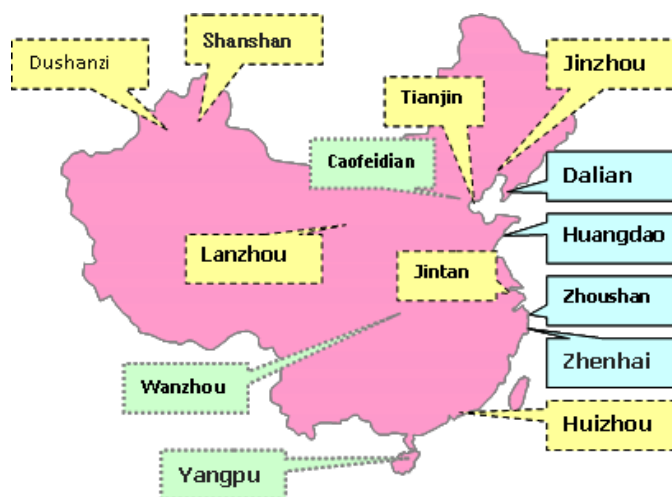 Shanshan
Dushanzi
Jinzhou
Tianjin
Caofeidian
Dalian
Huangdao
Lanzhou
Jintan
Zhoushan
Zhenhai
Wanzhou
Huizhou
Yangpu